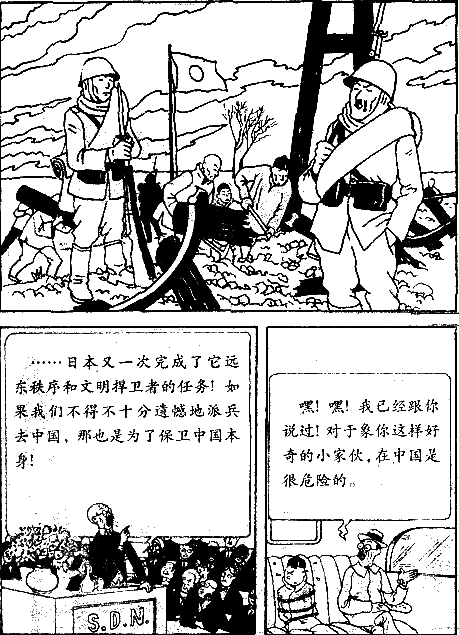 ……日本又一次完成了它远
东秩序和文明捍卫者的任务！如
果我们不得不十分遗憾地派兵
去中国，那也是为了保卫中国本
身！
嘿！嘿！我已经跟你
说过！对于象你这样好
奇的小家伙，在中国是
很危险的。
S.D.N.